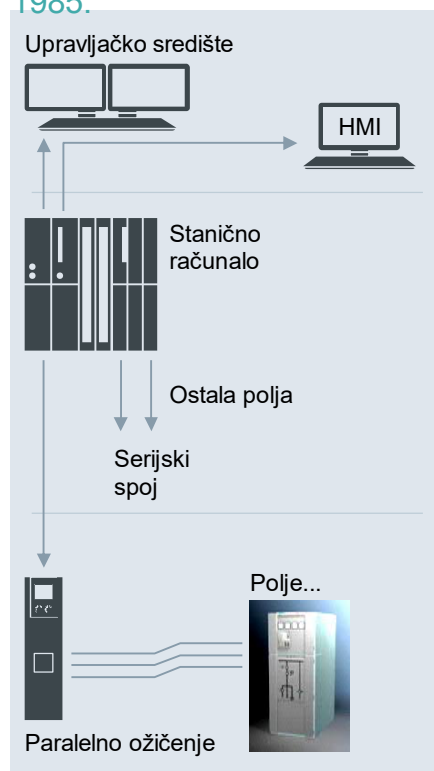 1985.
Upravljačko središte
HMI
Stanično
računalo
Ostala polja
Serijski
spoj
Polje...
Paralelno ožičenje